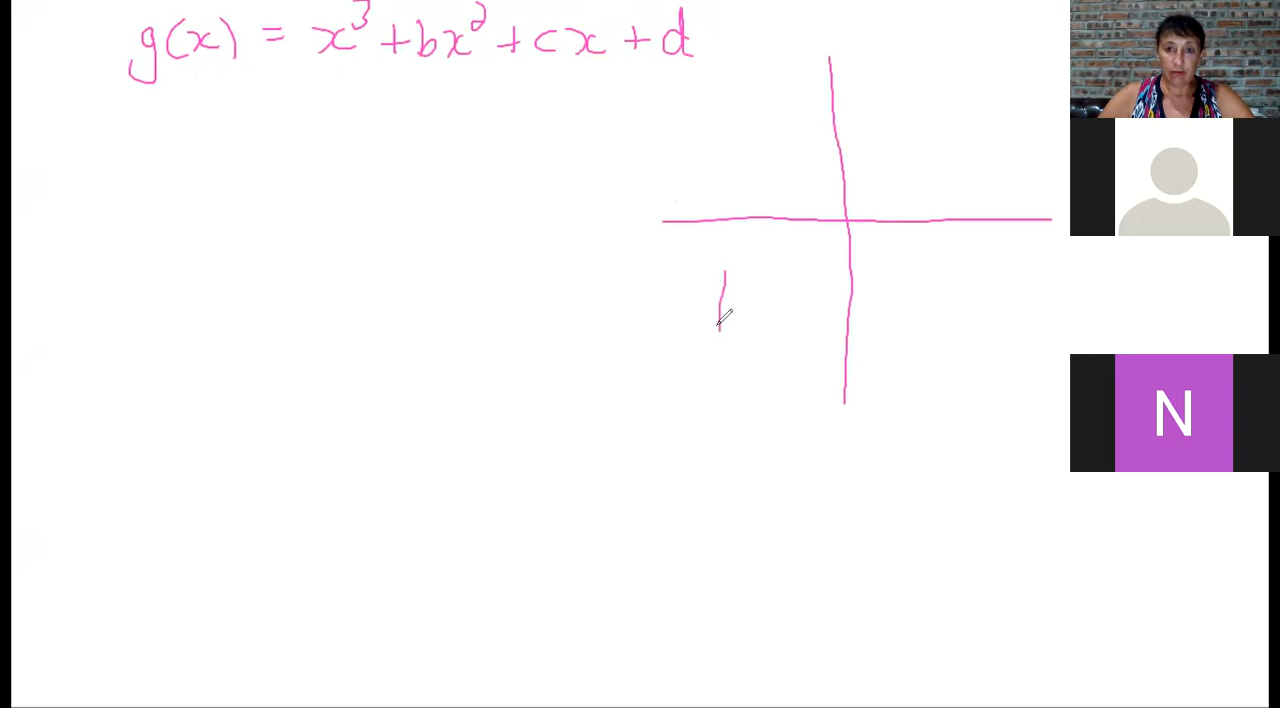 g(x) = x³ + bx² + cx + d
N